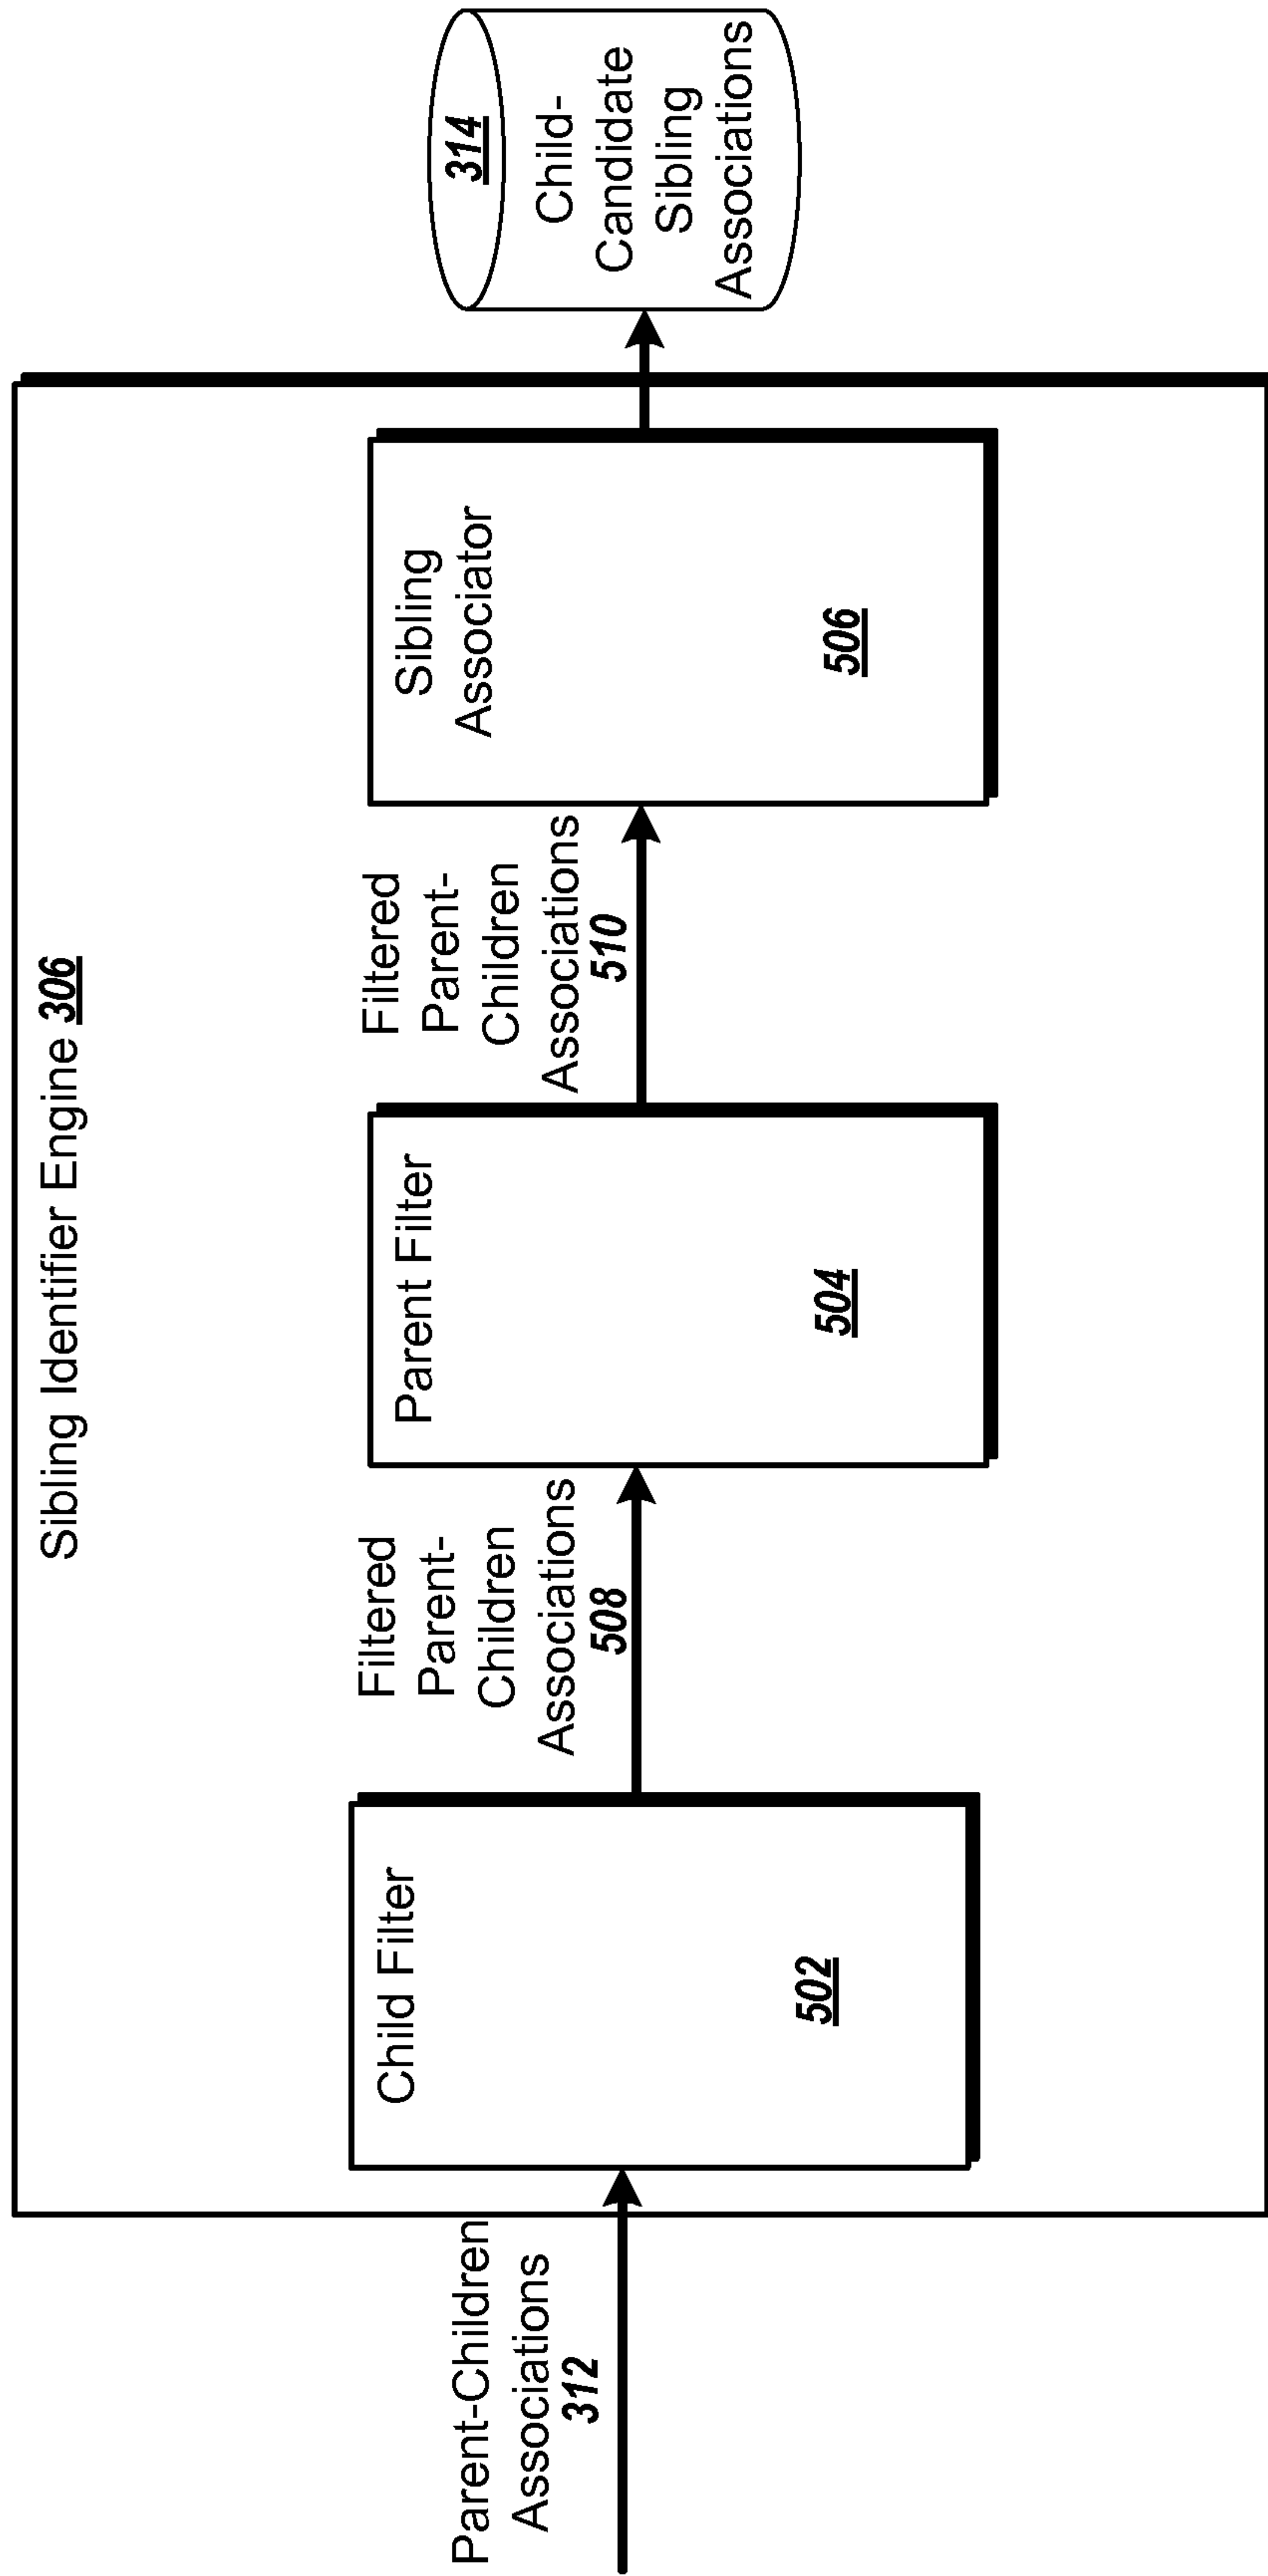 Sibling Identifier Engine 306
Parent-Children
Associations
312
Child Filter
502
Filtered
Parent-
Children
Associations
508
Parent Filter
504
Filtered
Parent-
Children
Associations
510
Sibling
Associator
506
314
Child-
Candidate
Sibling
Associations